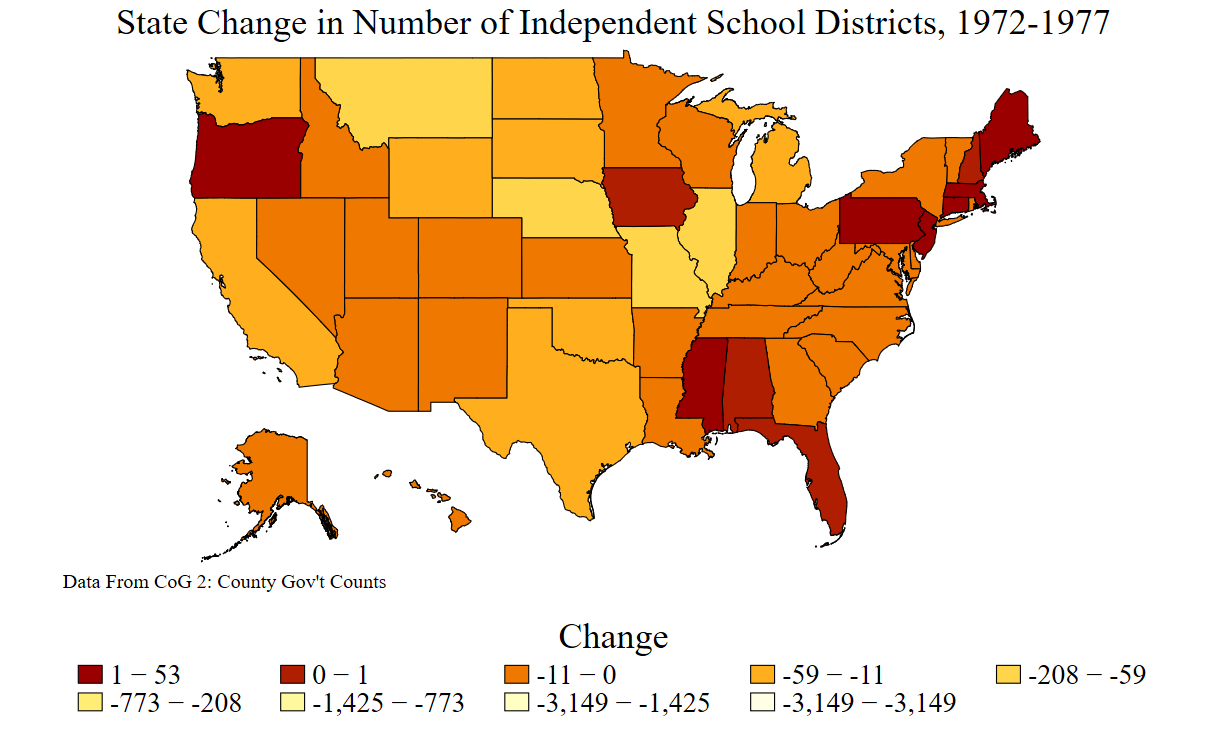 State Change in Number of Independent School Districts, 1972-1977
Data From CoG 2: County Gov't Counts
Change
1 − 53 0 − 1 -11 − 0 -59 − -11 -208 − -59
-773 − -208 -1,425 − -773 -3,149 − -1,425 -3,149 − -3,149